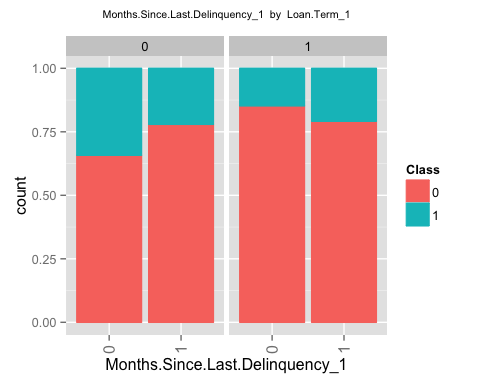 Months.Since.Last.Delinquency_1 by Loan.Term_1
0 1
1.00
0.75
0.50
0.25
0.00
count
0 1 0 1
Months.Since.Last.Delinquency_1
Class
0
1